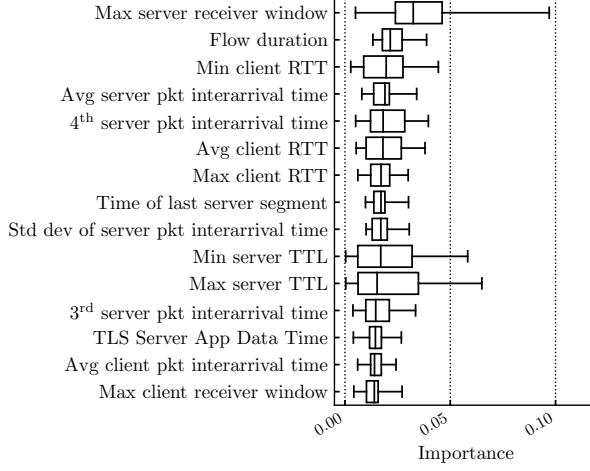 Max server receiver window
Flow duration
Min client RTT
Avg server pkt interarrival time
4th server pkt interarrival time
Avg client RTT
Max client RTT
Time of last server segment
Std dev of server pkt interarrival time
Min server TTL
Max server TTL
3rd server pkt interarrival time
TLS Server App Data Time
Avg client pkt interarrival time
Max client receiver window
0.00 0.05 0.10
Importance